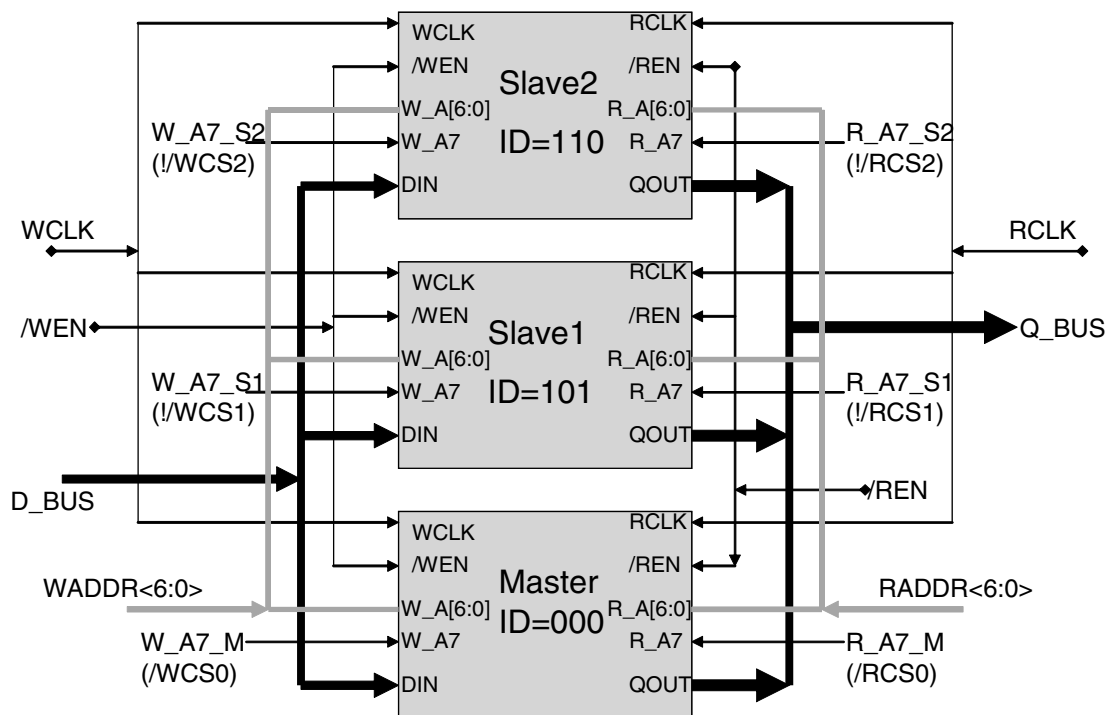 WCLK
RCLK
/WEN
/REN
Slave2
W_A[6:0]
R_A[6:0]
W_A7_S2
(!/WCS2)
W_A7
ID=110
R_A7
R_A7_S2
(!/RCS2)
DIN
QOUT
WCLK
RCLK
WCLK
RCLK
/WEN
/WEN
/REN
Slave1
Q_BUS
W_A[6:0]
R_A[6:0]
W_A7_S1
(!/WCS1)
W_A7
ID=101
R_A7
R_A7_S1
(!/RCS1)
DIN
QOUT
D_BUS
/REN
WCLK
RCLK
/WEN
/REN
Master
WADDR<6:0>
RADDR<6:0>
W_A[6:0]
R_A[6:0]
ID=000
W_A7_M
(/WCS0)
W_A7
R_A7
R_A7_M
(/RCS0)
DIN
QOUT